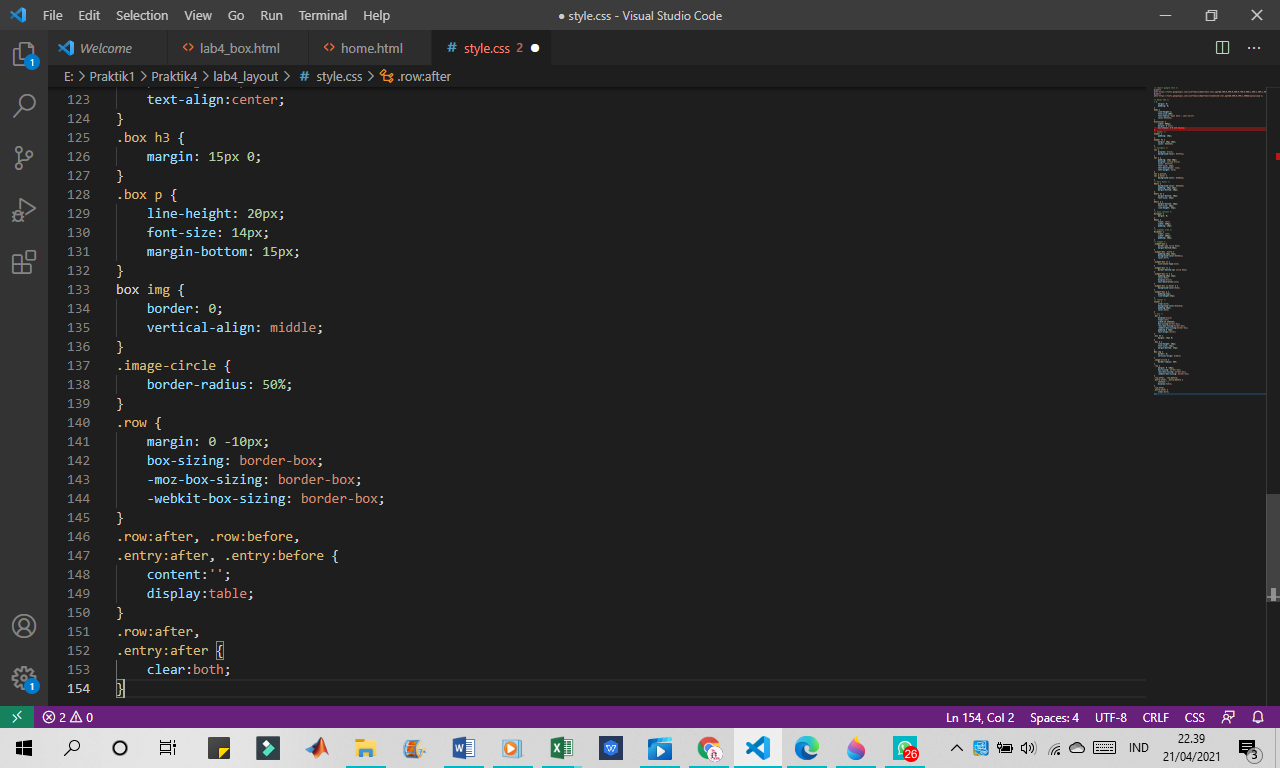 File Edit Selection View Go Run Terminal Help ● style.css - Visual Studio Code
Welcome lab4_box.html home.html # style.css 2
E: > Praktik1 > Praktik4 > lab4_layout > # style.css > .row:after
123 text-align:center;
124 }
125 .box h3 {
126 margin: 15px 0;
127 }
128 .box p {
129 line-height: 20px;
130 font-size: 14px;
131 margin-bottom: 15px;
132 }
133 box img {
134 border: 0;
135 vertical-align: middle;
136 }
137 .image-circle {
138 border-radius: 50%;
139 }
140 .row {
141 margin: 0 -10px;
142 box-sizing: border-box;
143 -moz-box-sizing: border-box;
144 -webkit-box-sizing: border-box;
145 }
146 .row:after, .row:before,
147 .entry:after, .entry:before {
148 content:'';
149 display:table;
150 }
151 .row:after,
152 .entry:after {
153 clear:both;
154 }
1
1
2 0 Ln 154, Col 2 Spaces: 4 UTF-8 CRLF CSS
26 IND 22.39
21/04/2021 3